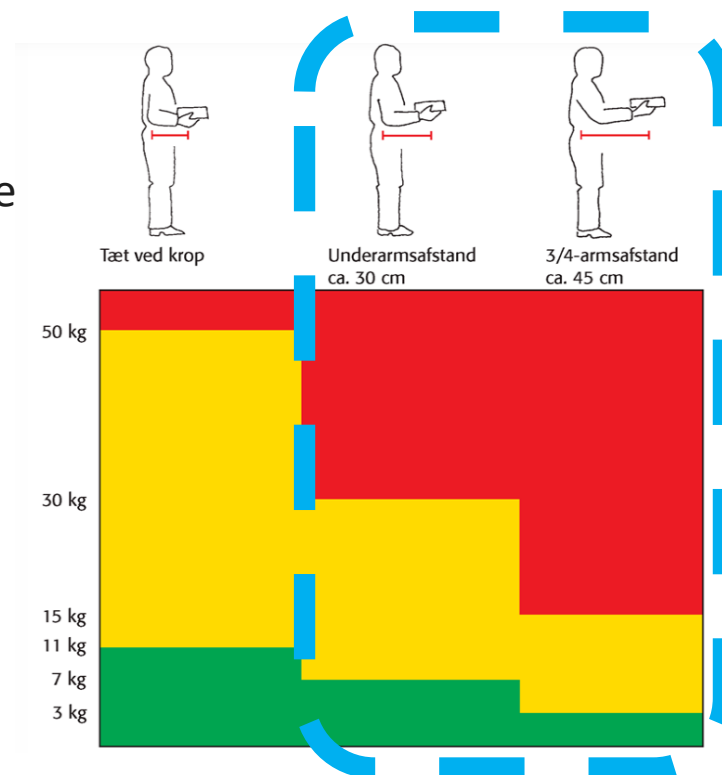 e
Tæt ved krop
Underarmsafstand
ca. 30 cm
3/4-armsafstand
ca. 45 cm
50 kg
30 kg
15 kg
11 kg
7 kg
3 kg